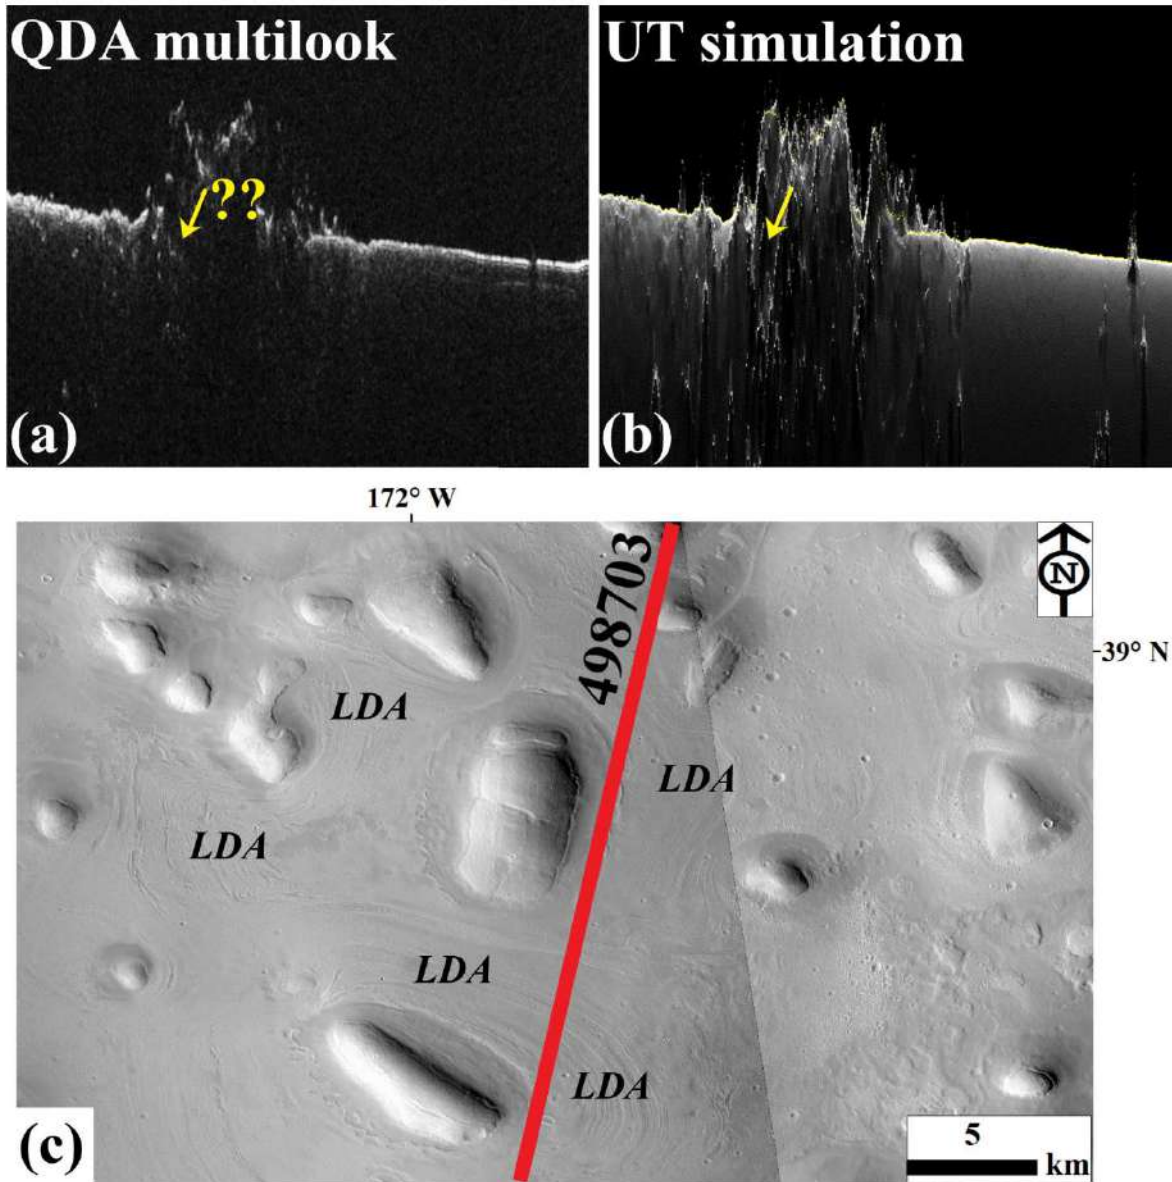 QDA multilook
UT simulation
??
(a)
(b)
172° W
N
498703
39° N
LDA
LDA
LDA
LDA
LDA
5
km
(c)